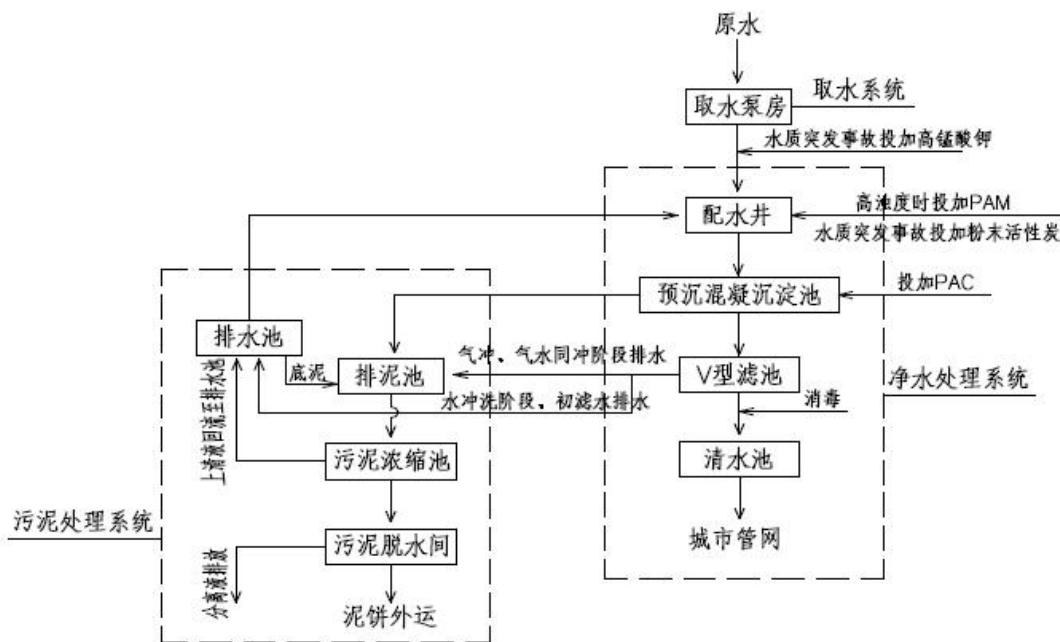 原水
取水泵房
取水系统
水质突发事故投加高锰酸钾
配水井
高浊度时投加PAM
水质突发事故投加粉末活性炭
预沉混凝沉淀池
投加PAC
排水池
底泥
排泥池
气冲、气水同冲阶段排水
V型滤池
净水处理系统
水冲洗阶段、初滤水排水
消毒
上清液回流至排水池
污泥浓缩池
清水池
污泥处理系统
污泥脱水间
城市管网
分离液排放
泥饼外运